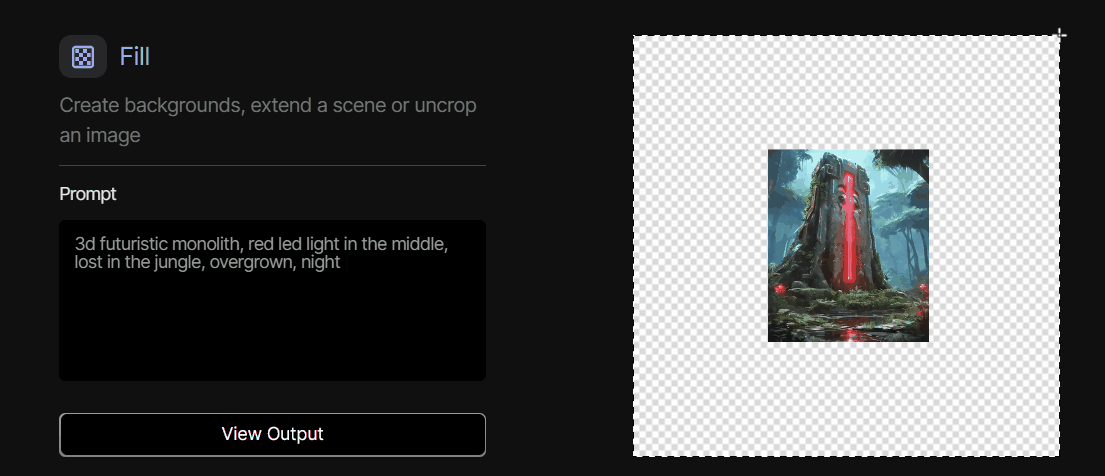 Fill
Create backgrounds, extend a scene or uncrop
an image
Prompt
3d futuristic monolith, red led light in the middle,
lost in the jungle, overgrown, night
View Output